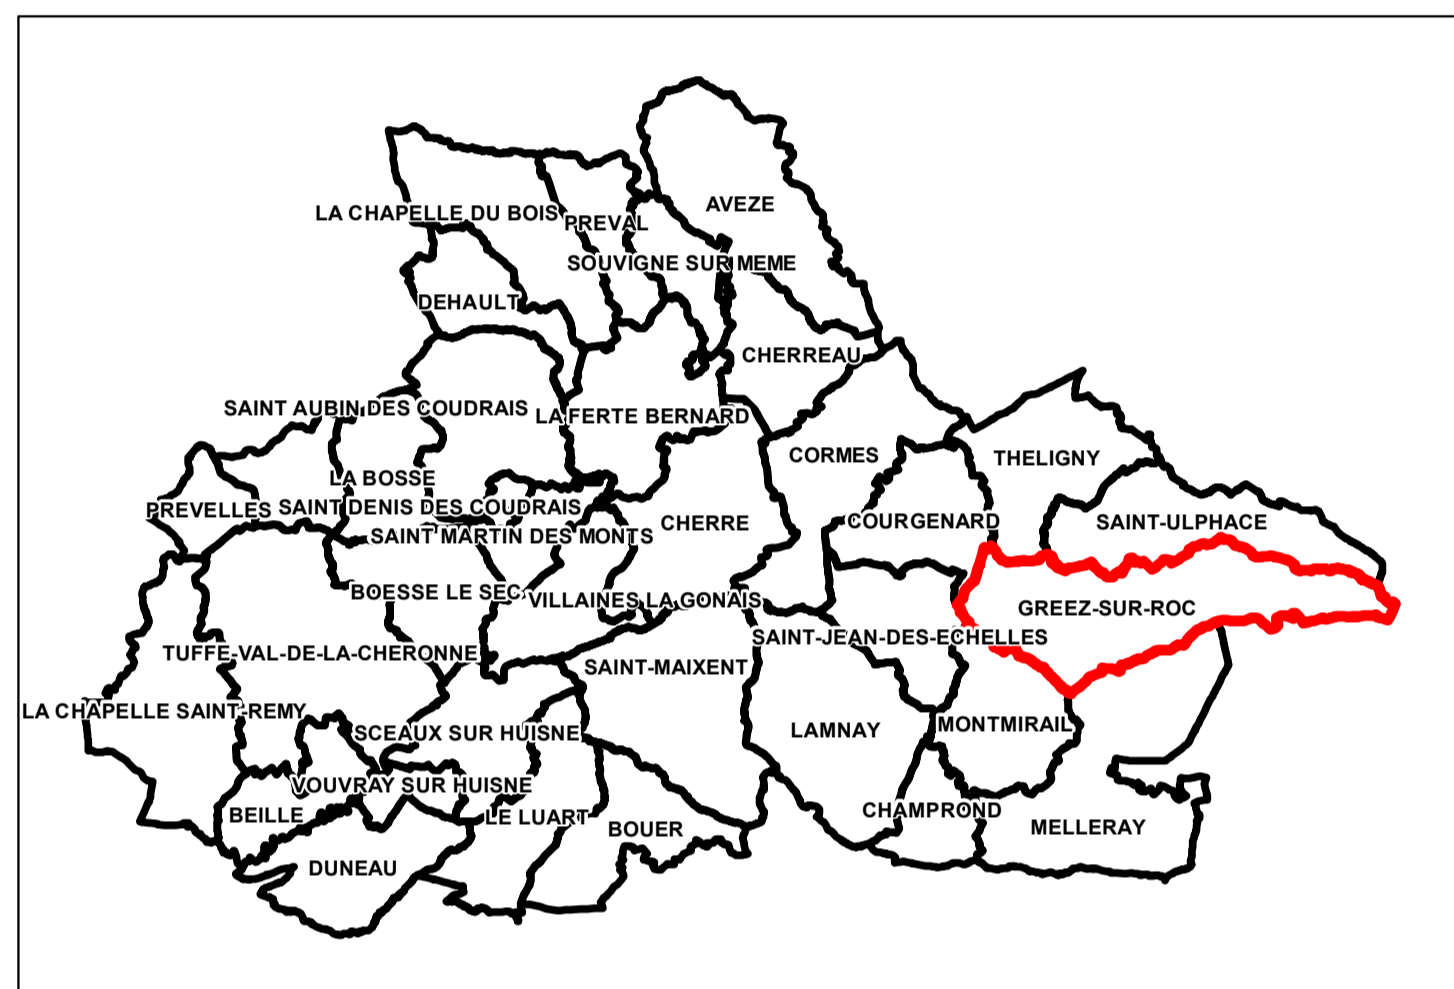 AVEZE
LA CHAPELLE DU BOIS
PREVAL
SOUVIGNE SUR MEME
DEHAULT
CHERREAU
SAINT AUBIN DES COUDRAIS
LA FERTE BERNARD
CORMES
THELIGNY
LA BOSSE
PREVELLES
SAINT DENIS DES COUDRAIS
CHERRE
COURGENARD
SAINT-ULPHACE
SAINT MARTIN DES MONTS
BOESSE LE SEC
VILLAINES LA GONAIS
GREEZ-SUR-ROC
SAINT-JEAN-DES-ECHELLES
TUFFE-VAL-DE-LA-CHERONNE
SAINT-MAIXENT
LA CHAPELLE SAINT-REMY
SCEAUX SUR HUISNE
LAMNAY
MONTMIRAIL
VOUVRAY SUR HUISNE
BEILLE
LE LUART
BOUER
CHAMPROND
MELLERAY
DUNEAU